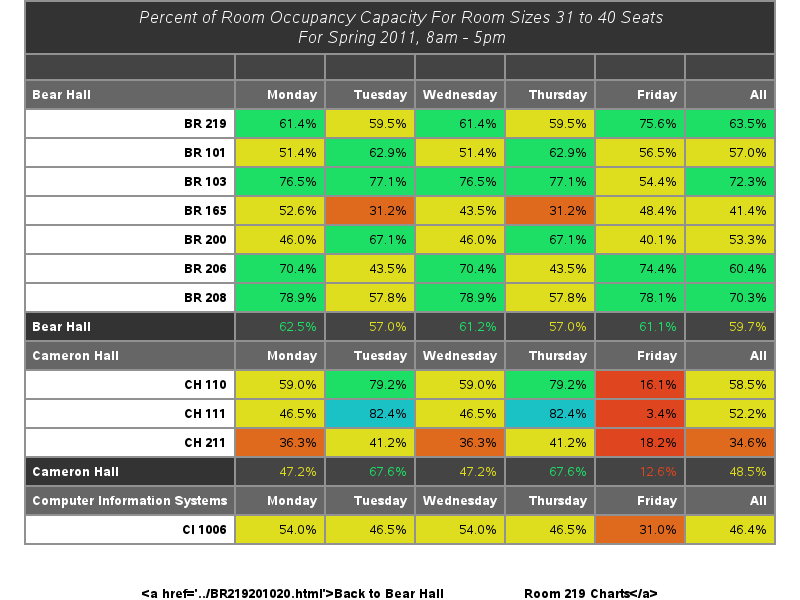 Percent of Room Occupancy Capacity For Room Sizes 31 to 40 Seats
For Spring 2011, 8am - 5pm
Bear Hall Monday Tuesday Wednesday Thursday Friday All
BR 219 61.4% 59.5% 61.4% 59.5% 75.6% 63.5%
BR 101 51.4% 62.9% 51.4% 62.9% 56.5% 57.0%
BR 103 76.5% 77.1% 76.5% 77.1% 54.4% 72.3%
BR 165 52.6% 31.2% 43.5% 31.2% 48.4% 41.4%
BR 200 46.0% 67.1% 46.0% 67.1% 40.1% 53.3%
BR 206 70.4% 43.5% 70.4% 43.5% 74.4% 60.4%
BR 208 78.9% 57.8% 78.9% 57.8% 78.1% 70.3%
Bear Hall 62.5% 57.0% 61.2% 57.0% 61.1% 59.7%
Cameron Hall Monday Tuesday Wednesday Thursday Friday All
CH 110 59.0% 79.2% 59.0% 79.2% 16.1% 58.5%
CH 111 46.5% 82.4% 46.5% 82.4% 3.4% 52.2%
CH 211 36.3% 41.2% 36.3% 41.2% 18.2% 34.6%
Cameron Hall 47.2% 67.6% 47.2% 67.6% 12.6% 48.5%
Computer Information Systems Monday Tuesday Wednesday Thursday Friday All
CI 1006 54.0% 46.5% 54.0% 46.5% 31.0% 46.4%
<a href='../BR219201020.html'>Back to Bear Hall Room 219 Charts</a>